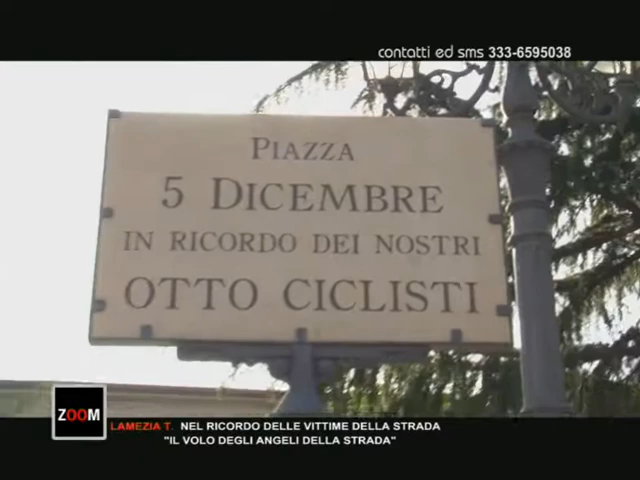 contatti ed sms 333-6595038
PIAZZA
5 DICEMBRE
IN RICORDO DEI NOSTRI
OTTO CICLISTI
ZOOM
LAMEZIA T. NEL RICORDO DELLE VITTIME DELLA STRADA
"IL VOLO DEGLI ANGELI DELLA STRADA"